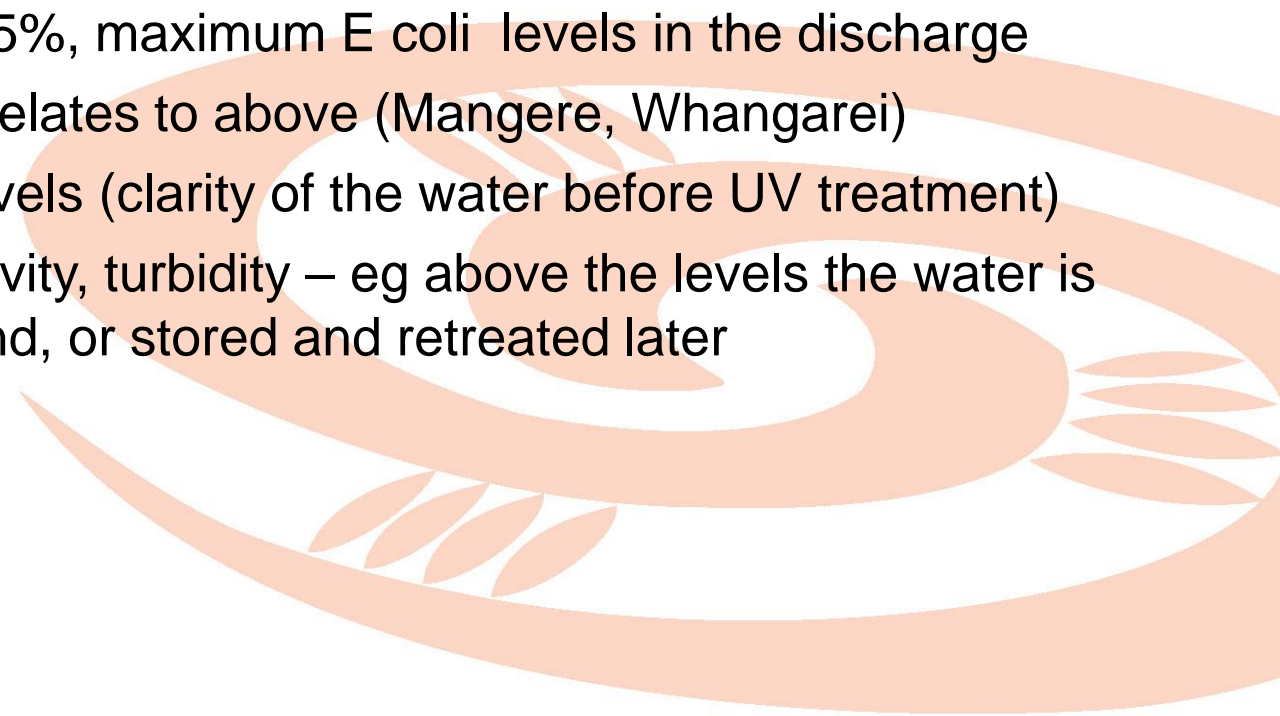 5%, maximum E coli  levels in the discharge
elates to above (Mangere, Whangarei)
vels (clarity of the water before UV treatment)
vity, turbidity – eg above the levels the water is
nd, or stored and retreated later